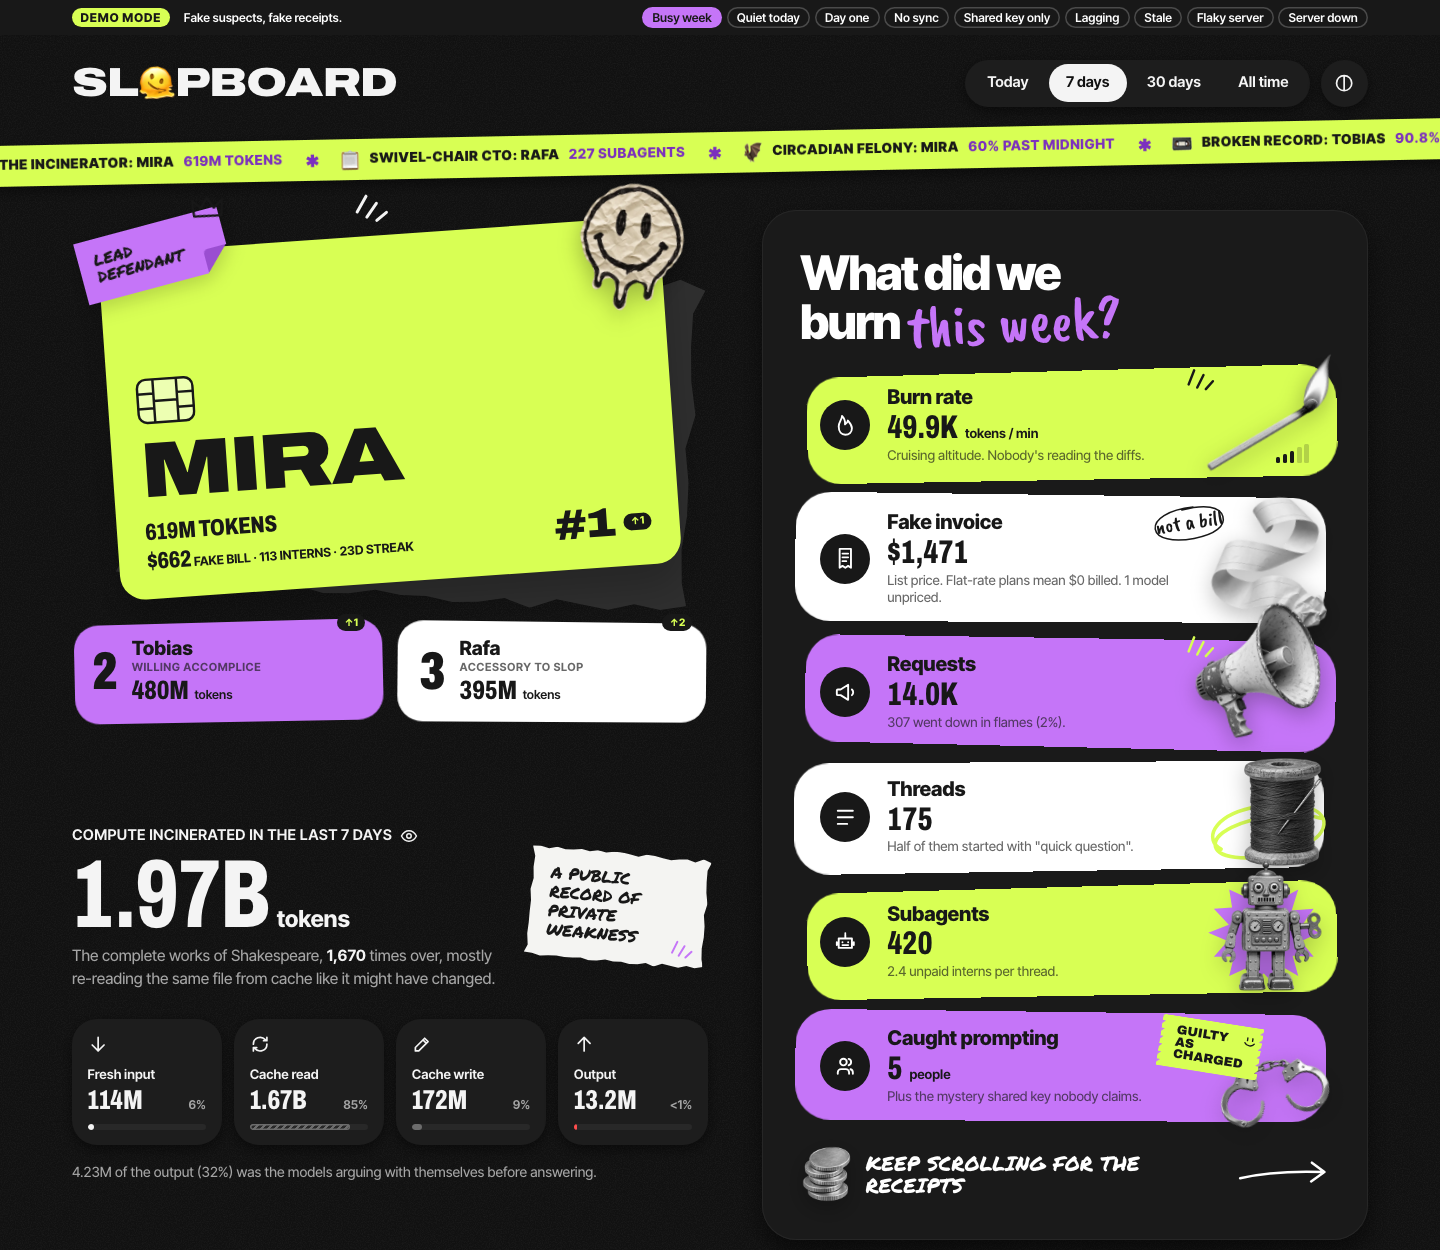 DEMO MODE
Fake suspects, fake receipts.
Busy week
Quiet today
Day one
No sync
Shared key only
Lagging
Stale
Flaky server
Server down
SL🫠PBOARD
Today
7 days
30 days
All time
THE INCINERATOR: MIRA 619M TOKENS ✱ SWIVEL-CHAIR CTO: RAFA 227 SUBAGENTS ✱ CIRCADIAN FELONY: MIRA 60% PAST MIDNIGHT ✱ BROKEN RECORD: TOBIAS 90.8%
LEAD
DEFENDANT
MIRA
619M TOKENS
$662 FAKE BILL · 113 INTERNS · 23D STREAK
#1 ↑1
2
Tobias
WILLING ACCOMPLICE
480M tokens
↑1
3
Rafa
ACCESSORY TO SLOP
395M tokens
↑2
COMPUTE INCINERATED IN THE LAST 7 DAYS
1.97B tokens
The complete works of Shakespeare, 1,670 times over, mostly
re-reading the same file from cache like it might have changed.
A PUBLIC
RECORD OF
PRIVATE
WEAKNESS
Fresh input
114M
6%
Cache read
1.67B
85%
Cache write
172M
9%
Output
13.2M
<1%
4.23M of the output (32%) was the models arguing with themselves before answering.
What did we
burn this week?
Burn rate
49.9K tokens / min
Cruising altitude. Nobody's reading the diffs.
Fake invoice
$1,471
List price. Flat-rate plans mean $0 billed. 1 model
unpriced.
not a bill
Requests
14.0K
307 went down in flames (2%).
Threads
175
Half of them started with "quick question".
Subagents
420
2.4 unpaid interns per thread.
Caught prompting
5 people
Plus the mystery shared key nobody claims.
GUILTY
AS
CHARGED
KEEP SCROLLING FOR THE
RECEIPTS